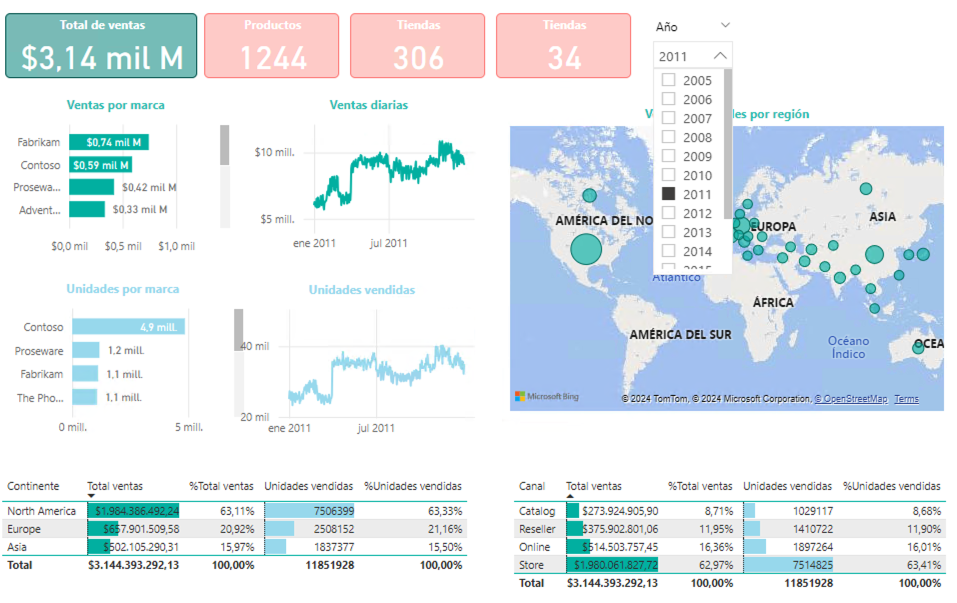 Total de ventas
$3,14 mil M
Productos
1244
Tiendas
306
Tiendas
34
Año
2011
2005
2006
2007
2008
2009
2010
2011
2012
2013
2014
2015
Ventas por marca
Fabrikam $0,74 mil M
Contoso $0,59 mil M
Prosewa... $0,42 mil M
Advent... $0,33 mil M
$0,0 mil $0,5 mil $1,0 mil
Ventas diarias
$10 mill.
$5 mill.
ene 2011 jul 2011
es por región
AMÉRICA DEL NO
EUROPA
ASIA
Atlántico
ÁFRICA
AMÉRICA DEL SUR
Océano
Índico
OCEA
Microsoft Bing
© 2024 TomTom, © 2024 Microsoft Corporation, © OpenStreetMap Terms
Unidades por marca
Contoso 4,9 mill.
Proseware 1,2 mill.
Fabrikam 1,1 mill.
The Pho... 1,1 mill.
0 mill. 5 mill.
Unidades vendidas
40 mil
20 mil
ene 2011 jul 2011
Continente Total ventas %Total ventas Unidades vendidas %Unidades vendidas
North America $1.984.386.492,24 63,11% 7506399 63,33%
Europe $657.901.509,58 20,92% 2508152 21,16%
Asia $502.105.290,31 15,97% 1837377 15,50%
Total $3.144.393.292,13 100,00% 11851928 100,00%
Canal Total ventas %Total ventas Unidades vendidas %Unidades vendidas
Catalog $273.924.905,90 8,71% 1029117 8,68%
Reseller $375.902.801,06 11,95% 1410722 11,90%
Online $514.503.757,45 16,36% 1897264 16,01%
Store $1.980.061.827,72 62,97% 7514825 63,41%
Total $3.144.393.292,13 100,00% 11851928 100,00%